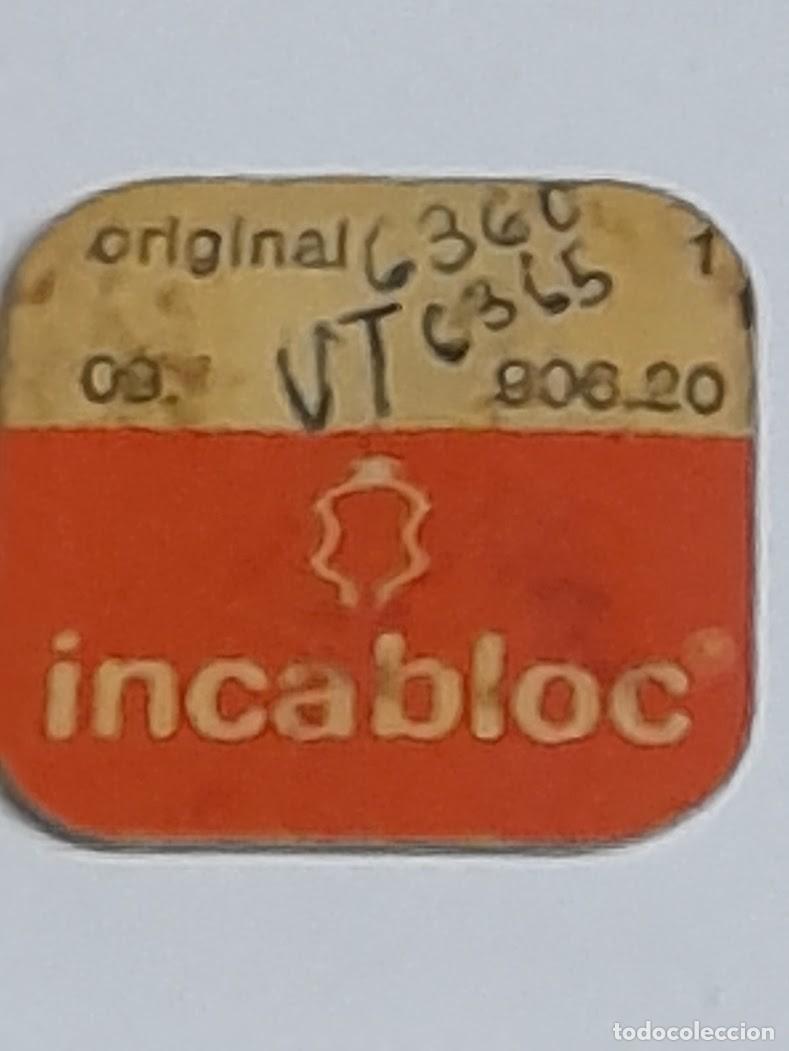 original 6360 1
VT 6365
09. 906.20
incabloc®
todocoleccion